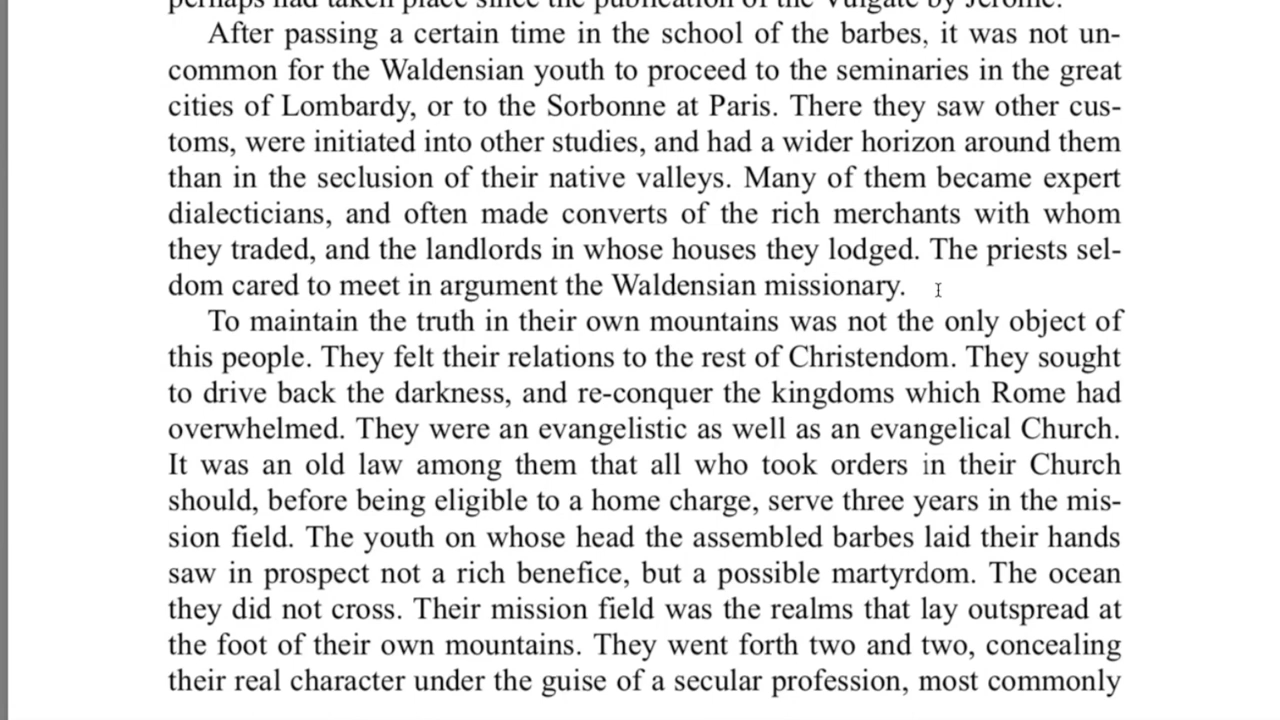 perhaps had taken place since the publication of the Vulgate by Jerome.
After passing a certain time in the school of the barbes, it was not un-
common for the Waldensian youth to proceed to the seminaries in the great
cities of Lombardy, or to the Sorbonne at Paris. There they saw other cus-
toms, were initiated into other studies, and had a wider horizon around them
than in the seclusion of their native valleys. Many of them became expert
dialecticians, and often made converts of the rich merchants with whom
they traded, and the landlords in whose houses they lodged. The priests sel-
dom cared to meet in argument the Waldensian missionary.
To maintain the truth in their own mountains was not the only object of
this people. They felt their relations to the rest of Christendom. They sought
to drive back the darkness, and re-conquer the kingdoms which Rome had
overwhelmed. They were an evangelistic as well as an evangelical Church.
It was an old law among them that all who took orders in their Church
should, before being eligible to a home charge, serve three years in the mis-
sion field. The youth on whose head the assembled barbes laid their hands
saw in prospect not a rich benefice, but a possible martyrdom. The ocean
they did not cross. Their mission field was the realms that lay outspread at
the foot of their own mountains. They went forth two and two, concealing
their real character under the guise of a secular profession, most commonly